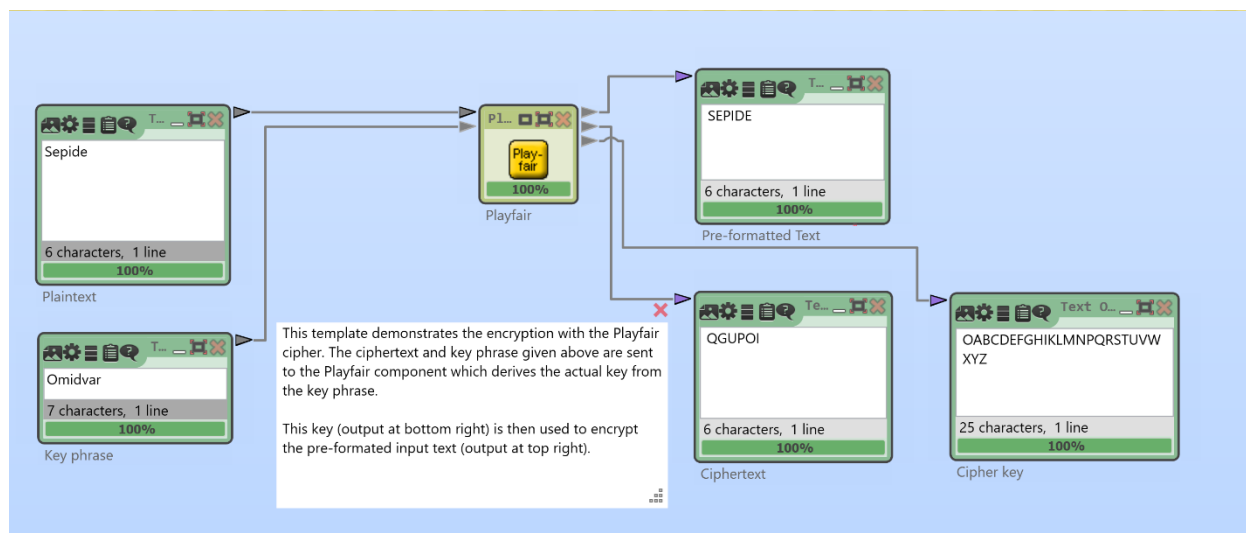 T...
SEPIDE
6 characters, 1 line
100%
Pre-formatted Text
T...
Sepide
6 characters, 1 line
100%
Plaintext
Pl...
Play-
fair
100%
Playfair
T...
Omidvar
7 characters, 1 line
100%
Key phrase
This template demonstrates the encryption with the Playfair
cipher. The ciphertext and key phrase given above are sent
to the Playfair component which derives the actual key from
the key phrase.
This key (output at bottom right) is then used to encrypt
the pre-formated input text (output at top right).
Te...
QGUPOI
6 characters, 1 line
100%
Ciphertext
Text O...
OABCDEFGHIKLMNPQRSTUVW
XYZ
25 characters, 1 line
100%
Cipher key